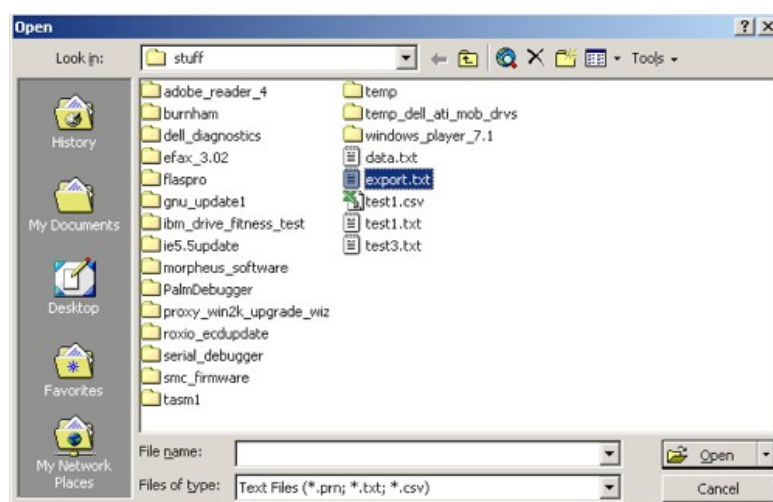 Open
Look in: stuff Tools
History
My Documents
Desktop
Favorites
My Network Places
adobe_reader_4
burnham
dell_diagnostics
efax_3.02
flaspro
gnu_update1
ibm_drive_fitness_test
ie5.5update
morpheus_software
PalmDebugger
proxy_win2k_upgrade_wiz
roxio_ecdupdate
serial_debugger
smc_firmware
tasm1
temp
temp_dell_ati_mob_drvs
windows_player_7.1
data.txt
export.txt
test1.csv
test1.txt
test3.txt
File name:
Open
Files of type: Text Files (*.prn; *.txt; *.csv)
Cancel